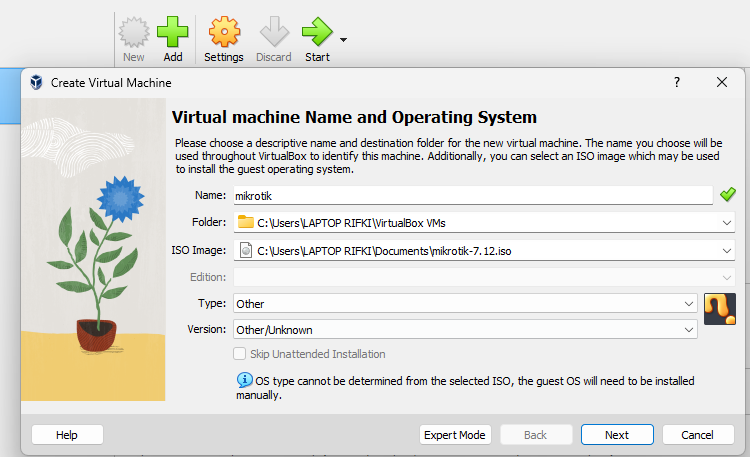 New
Add
Settings
Discard
Start
Create Virtual Machine
?
Virtual machine Name and Operating System
Please choose a descriptive name and destination folder for the new virtual machine. The name you choose will be
used throughout VirtualBox to identify this machine. Additionally, you can select an ISO image which may be used
to install the guest operating system.
Name: mikrotik
Folder: C:\Users\LAPTOP RIFKI\VirtualBox VMs
ISO Image: C:\Users\LAPTOP RIFKI\Documents\mikrotik-7.12.iso
Edition:
Type: Other
Version: Other/Unknown
Skip Unattended Installation
OS type cannot be determined from the selected ISO, the guest OS will need to be installed
manually.
Help
Expert Mode
Back
Next
Cancel